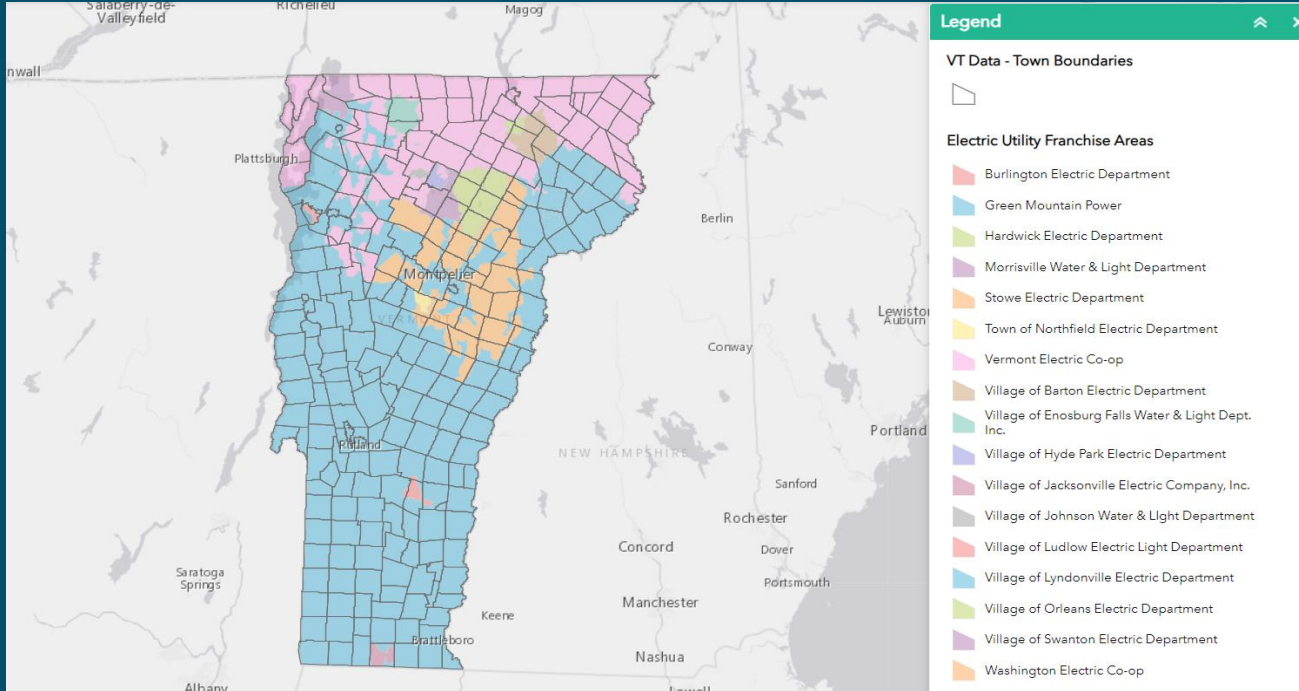 Salaberry-de-
Valleyfield
Richelieu
Magog
nwall
Plattsburgh
Berlin
Montpelier
VERMONT
Lewiston
Auburn
Conway
Portland
Rutland
NEW HAMPSHIRE
Sanford
Rochester
Concord
Dover
Saratoga
Springs
Portsmouth
Manchester
Keene
Brattleboro
Nashua
Albany
Lowell
Legend
VT Data - Town Boundaries
Electric Utility Franchise Areas
Burlington Electric Department
Green Mountain Power
Hardwick Electric Department
Morrisville Water & Light Department
Stowe Electric Department
Town of Northfield Electric Department
Vermont Electric Co-op
Village of Barton Electric Department
Village of Enosburg Falls Water & Light Dept.
Inc.
Village of Hyde Park Electric Department
Village of Jacksonville Electric Company, Inc.
Village of Johnson Water & LIght Department
Village of Ludlow Electric Light Department
Village of Lyndonville Electric Department
Village of Orleans Electric Department
Village of Swanton Electric Department
Washington Electric Co-op